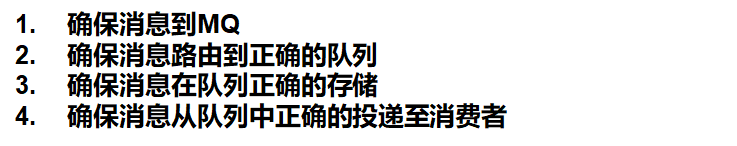 1. 确保消息到MQ
2. 确保消息路由到正确的队列
3. 确保消息在队列正确的存储
4. 确保消息从队列中正确的投递至消费者